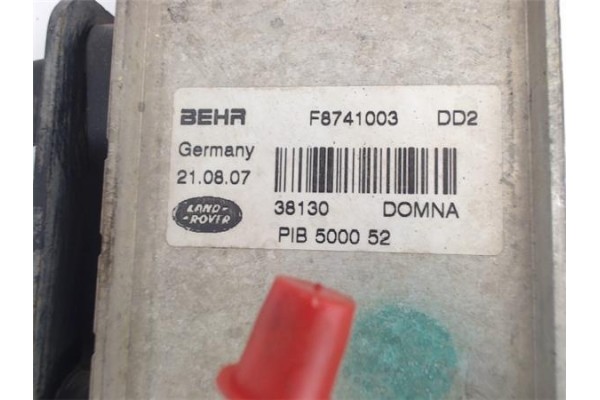 BEHR F8741003 DD2
Germany
21.08.07
LAND-
-ROVER
38130 DOMNA
PIB 5000 52